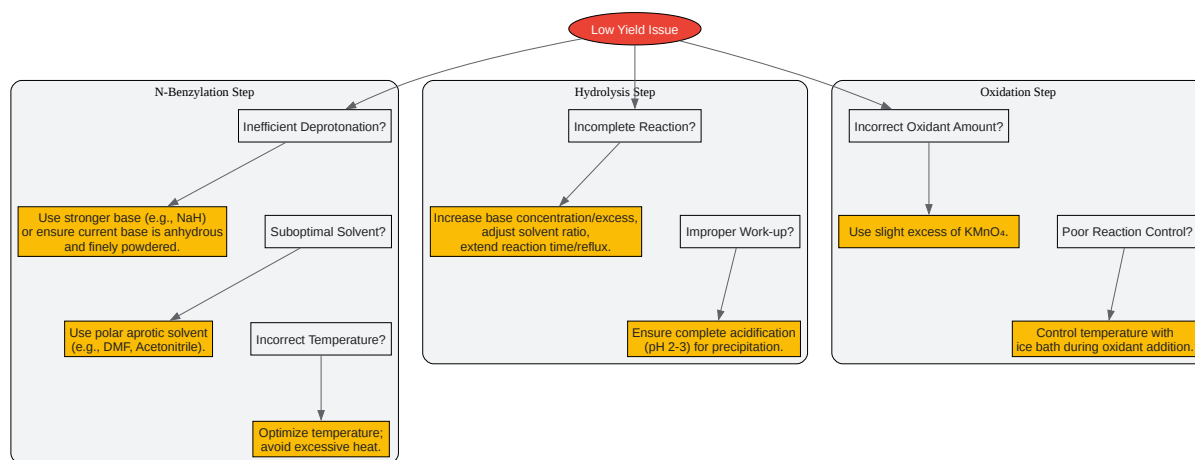 Low Yield Issue
N-Benzylation Step
Inefficient Deprotonation?
Use stronger base (e.g., NaH)
or ensure current base is anhydrous
and finely powdered.
Suboptimal Solvent?
Use polar aprotic solvent
(e.g., DMF, Acetonitrile).
Incorrect Temperature?
Optimize temperature;
avoid excessive heat.
Hydrolysis Step
Incomplete Reaction?
Increase base concentration/excess,
adjust solvent ratio,
extend reaction time/reflux.
Improper Work-up?
Ensure complete acidification
(pH 2-3) for precipitation.
Oxidation Step
Incorrect Oxidant Amount?
Use slight excess of KMnO₄.
Poor Reaction Control?
Control temperature with
ice bath during oxidant addition.